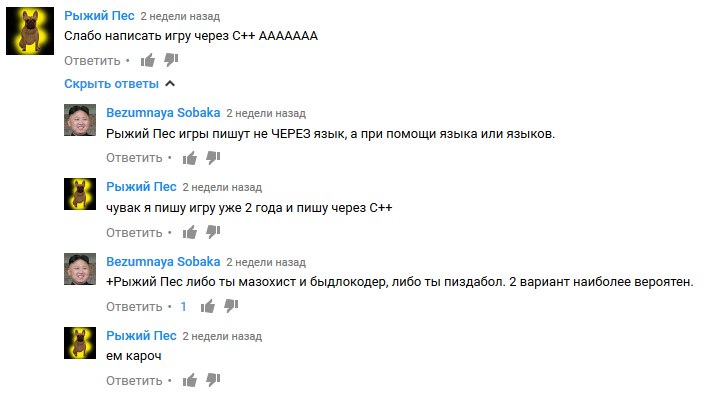 Рыжий Пес 2 недели назад
Слабо написать игру через C++ ААААААА
Ответить •
Скрыть ответы
Bezumnaya Sobaka 2 недели назад
Рыжий Пес игры пишут не ЧЕРЕЗ язык, а при помощи языка или языков.
Ответить •
Рыжий Пес 2 недели назад
чувак я пишу игру уже 2 года и пишу через C++
Ответить •
Bezumnaya Sobaka 2 недели назад
+Рыжий Пес либо ты мазохист и быдлокодер, либо ты пиздабол. 2 вариант наиболее вероятен.
Ответить • 1
Рыжий Пес 2 недели назад
ем кароч
Ответить •